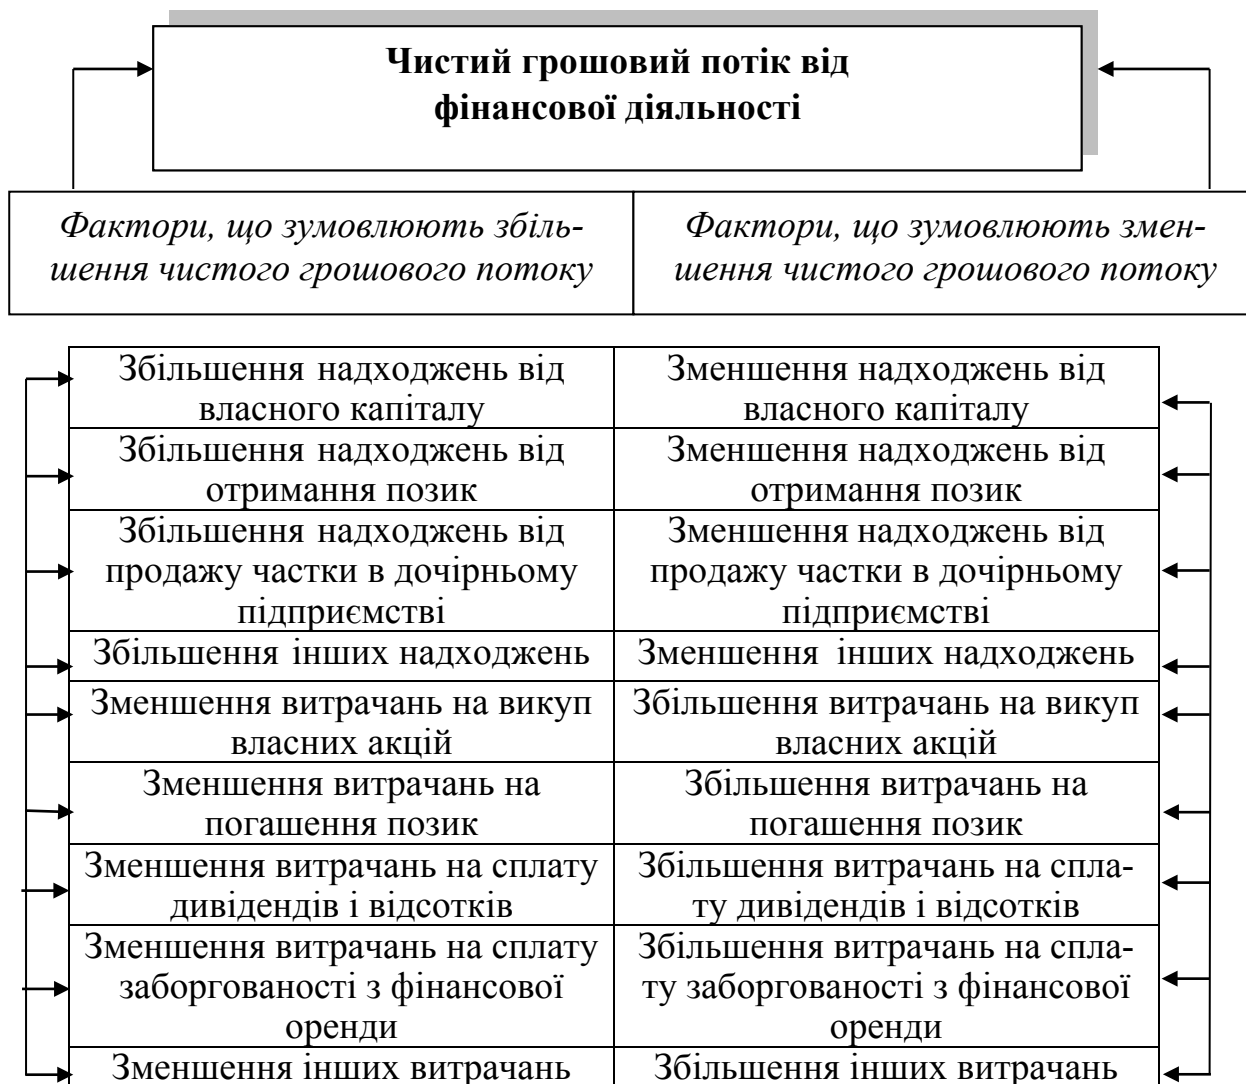 Чистий грошовий потік від
фінансової діяльності
Фактори, що зумовлюють збіль-
шення чистого грошового потоку
Фактори, що зумовлюють змен-
шення чистого грошового потоку
Збільшення надходжень від
власного капіталу
Зменшення надходжень від
власного капіталу
Збільшення надходжень від
отримання позик
Зменшення надходжень від
отримання позик
Збільшення надходжень від
продажу частки в дочірньому
підприємстві
Зменшення надходжень від
продажу частки в дочірньому
підприємстві
Збільшення інших надходжень
Зменшення інших надходжень
Зменшення витрачань на викуп
власних акцій
Збільшення витрачань на викуп
власних акцій
Зменшення витрачань на
погашення позик
Збільшення витрачань на
погашення позик
Зменшення витрачань на сплату
дивідендів і відсотків
Збільшення витрачань на спла-
ту дивідендів і відсотків
Зменшення витрачань на сплату
заборгованості з фінансової
оренди
Збільшення витрачань на спла-
ту заборгованості з фінансової
оренди
Зменшення інших витрачань
Збільшення інших витрачань